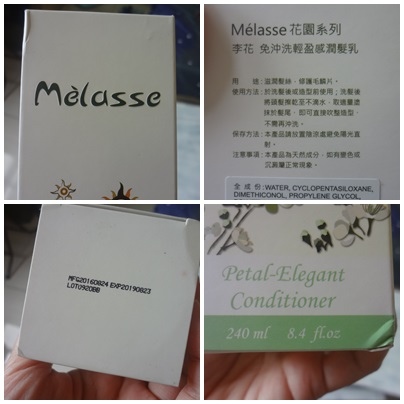 Mèlasse
Mélasse 花園系列
李花 免沖洗輕盈感潤髮乳
用 途:滋潤髮絲，修護毛鱗片。
使用方法:於洗髮後或造型前使用；洗髮後
將頭髮擦乾至不滴水，取適量塗
抹於髮尾，即可直接吹整造型，
不需再沖洗。
保存方法:本產品請放置陰涼處避免陽光直
射。
注意事項:本產品為天然成分，如有變色或
沉澱屬正常現象。
全 成 份:WATER, CYCLOPENTASILOXANE,
DIMETHICONOL, PROPYLENE GLYCOL,
MFG20160824 EXP20190823
LOT0920BB
Petal-Elegant
Conditioner
240 ml 8.4 fl.oz